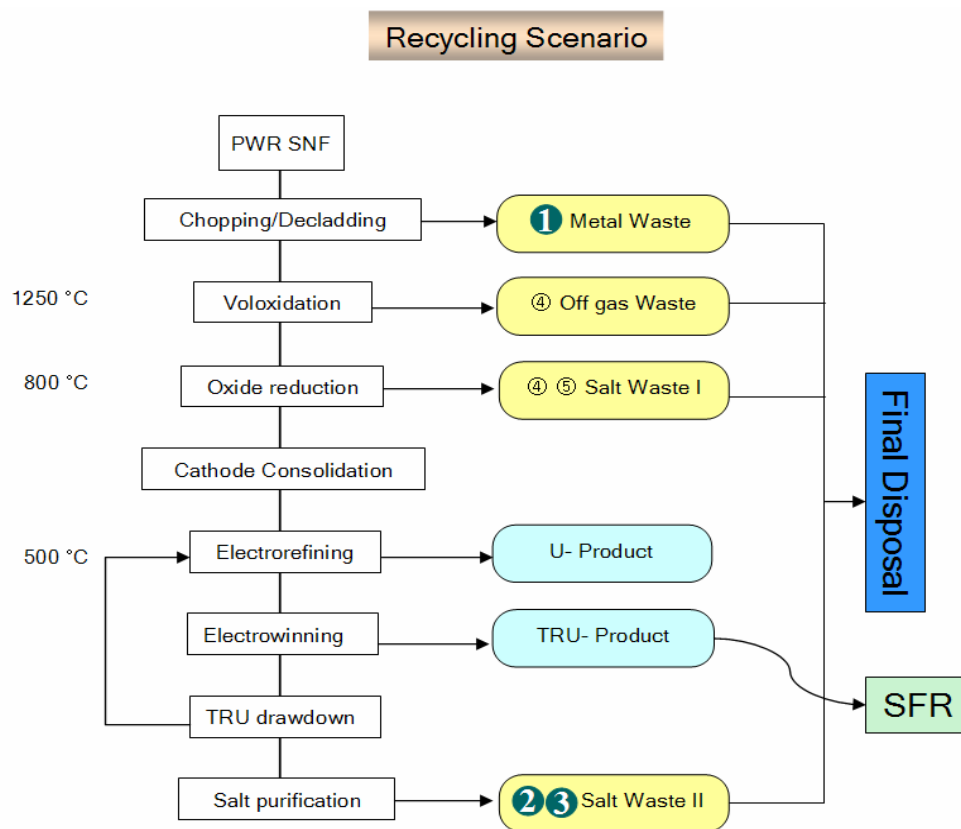 Recycling Scenario
PWR SNF
Chopping/Decladding
❶ Metal Waste
1250 °C
Voloxidation
④ Off gas Waste
800 °C
Oxide reduction
④ ⑤ Salt Waste I
Cathode Consolidation
Final Disposal
500 °C
Electrorefining
U- Product
Electrowinning
TRU- Product
TRU drawdown
SFR
Salt purification
❷❸ Salt Waste II